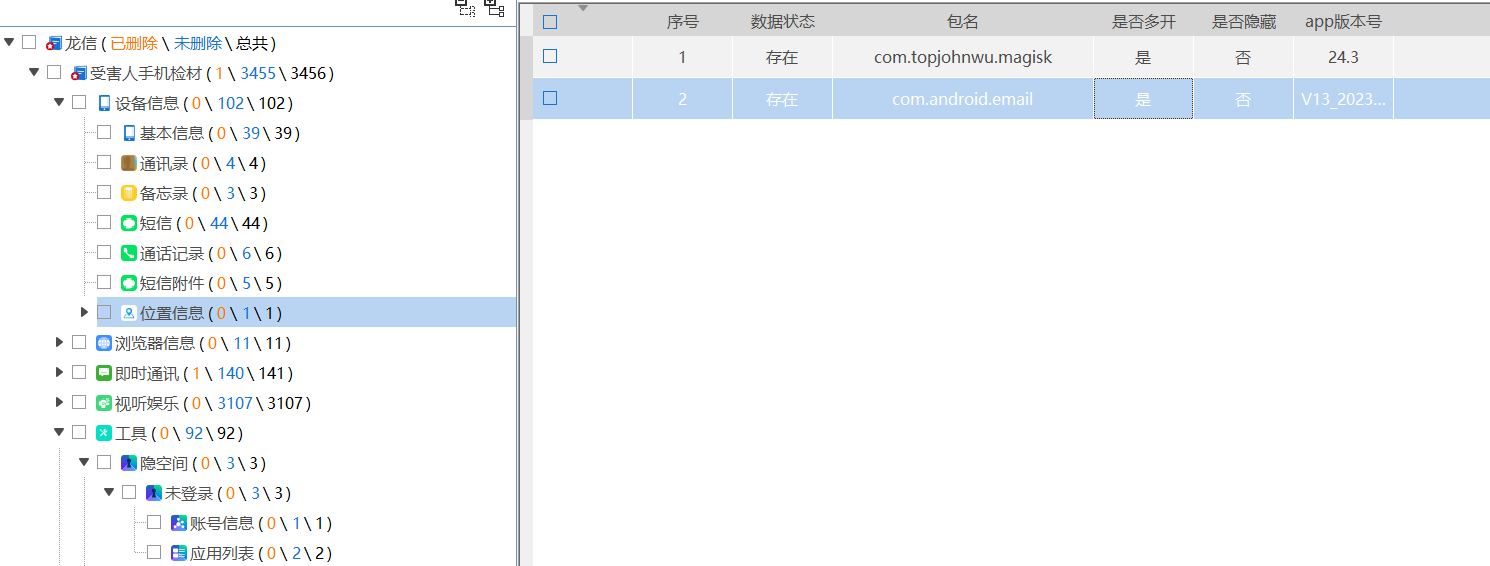 龙信 ( 已删除 \ 未删除 \ 总共 )
受害人手机检材 ( 1 \ 3455 \ 3456 )
设备信息 ( 0 \ 102 \ 102 )
基本信息 ( 0 \ 39 \ 39 )
通讯录 ( 0 \ 4 \ 4 )
备忘录 ( 0 \ 3 \ 3 )
短信 ( 0 \ 44 \ 44 )
通话记录 ( 0 \ 6 \ 6 )
短信附件 ( 0 \ 5 \ 5 )
位置信息 ( 0 \ 1 \ 1 )
浏览器信息 ( 0 \ 11 \ 11 )
即时通讯 ( 1 \ 140 \ 141 )
视听娱乐 ( 0 \ 3107 \ 3107 )
工具 ( 0 \ 92 \ 92 )
隐空间 ( 0 \ 3 \ 3 )
未登录 ( 0 \ 3 \ 3 )
账号信息 ( 0 \ 1 \ 1 )
应用列表 ( 0 \ 2 \ 2 )
序号 数据状态 包名 是否多开 是否隐藏 app版本号
1 存在 com.topjohnwu.magisk 是 否 24.3
2 存在 com.android.email 是 否 V13_2023...